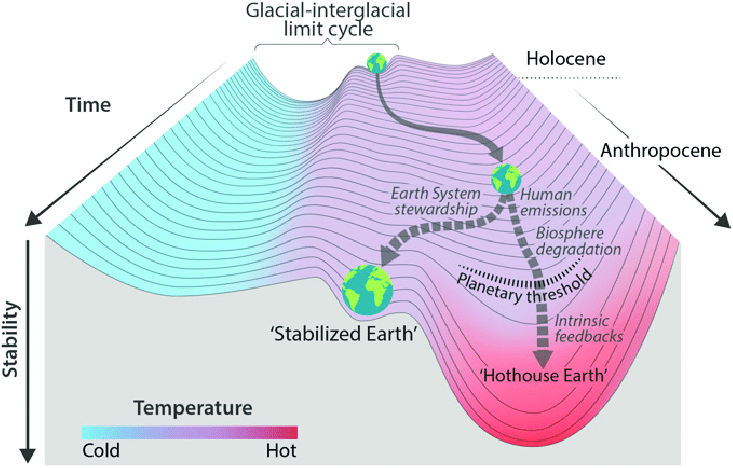 Glacial-interglacial
limit cycle
Holocene
Time
Anthropocene
Earth System
stewardship
Human
emissions
Biosphere
degradation
Planetary threshold
'Stabilized Earth'
Intrinsic
feedbacks
'Hothouse Earth'
Stability
Temperature
Cold
Hot